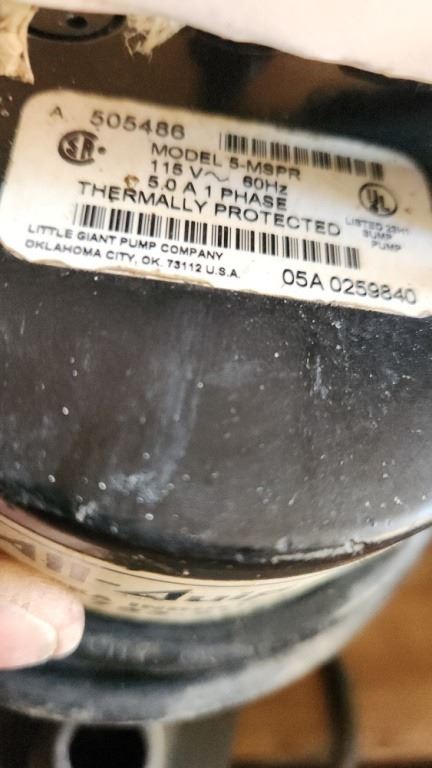 A. 505486
MODEL 5-MSPR
115 V~ 60Hz
5.0 A 1 PHASE
THERMALLY PROTECTED
UL
LISTED
SUMP
PUMP
LITTLE GIANT PUMP COMPANY
OKLAHOMA CITY, OK. 73112 U.S.A.
05A 0259840